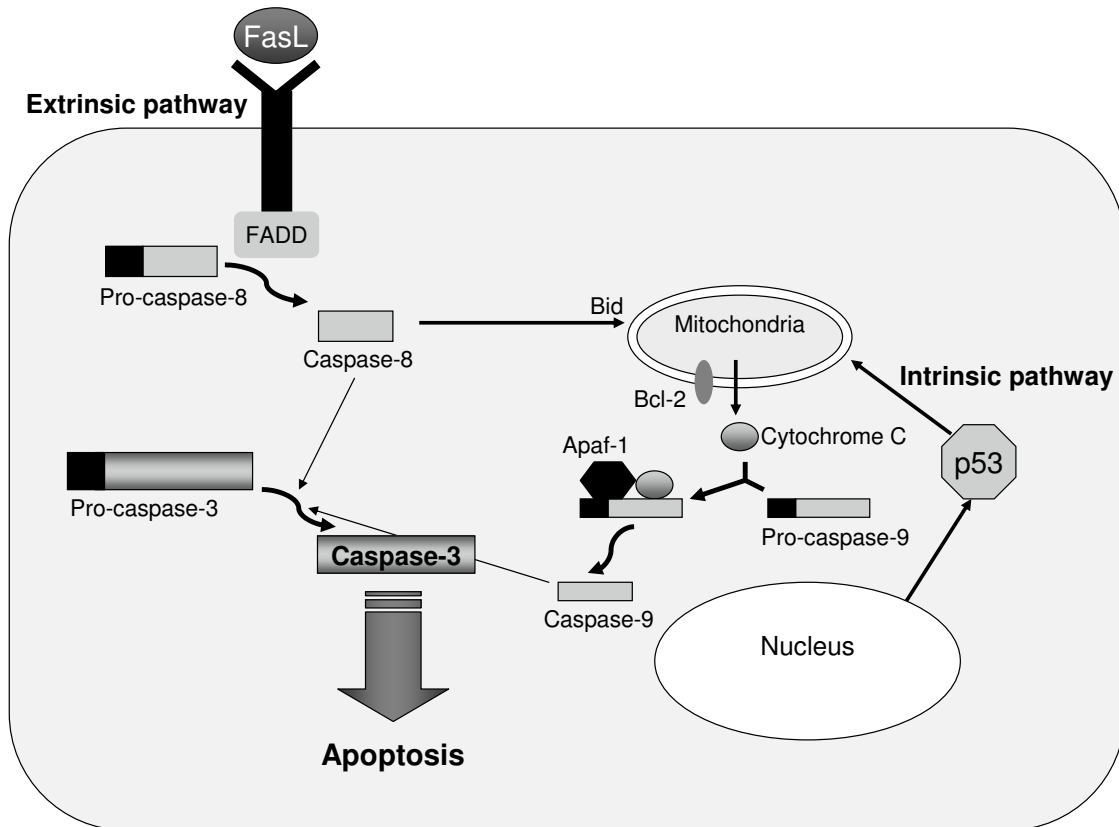 FasL
Extrinsic pathway
FADD
Pro-caspase-8
Caspase-8
Bid
Mitochondria
Bcl-2
Intrinsic pathway
Cytochrome C
p53
Apaf-1
Pro-caspase-3
Pro-caspase-9
Caspase-3
Caspase-9
Nucleus
Apoptosis